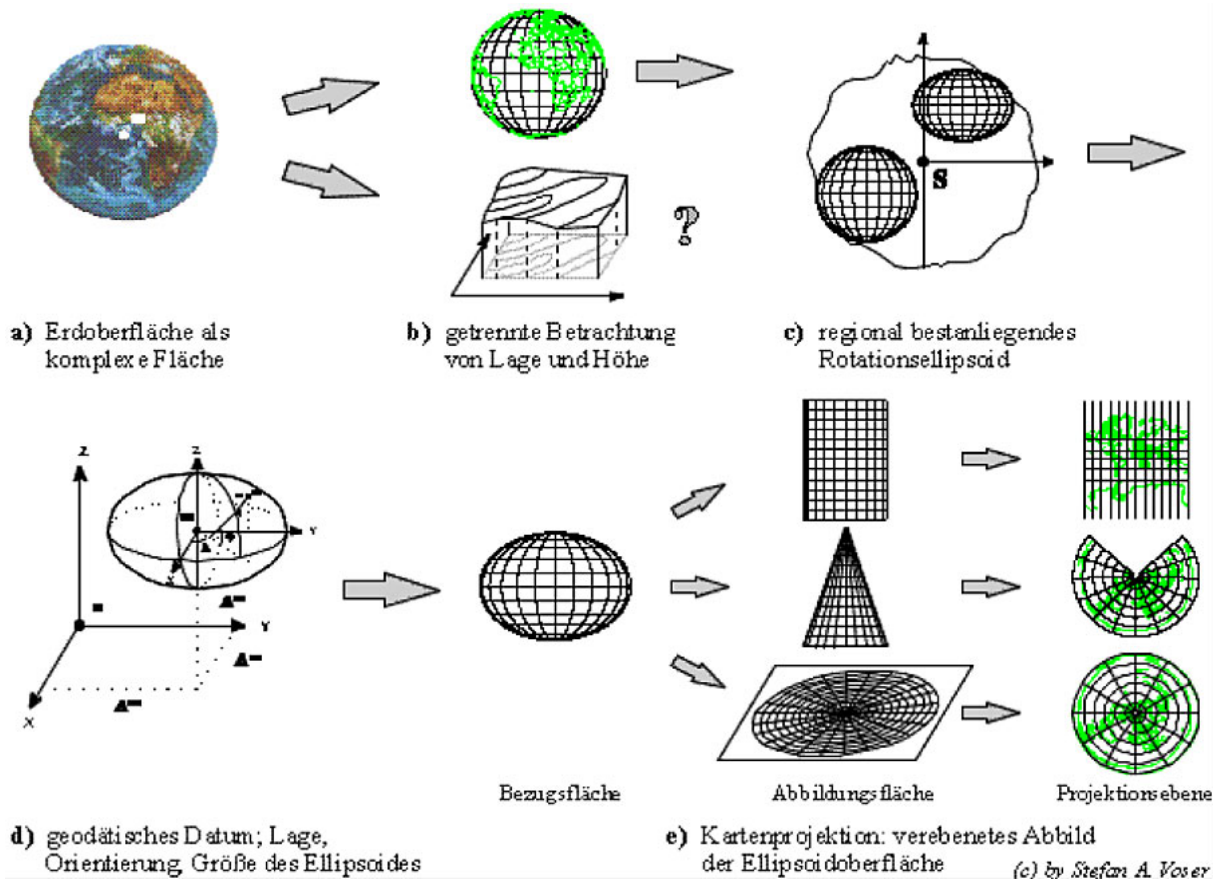 ?
S
a) Erdoberfläche als
komplexe Fläche
b) getrennte Betrachtung
von Lage und Höhe
c) regional bestanliegendes
Rotationsellipsoid
Z
Z
Y
X
Y
X
Bezugsfläche
Abbildungsfläche
Projektionsebene
d) geodätisches Datum; Lage,
Orientierung, Größe des Ellipsoides
e) Kartenprojektion: verebenetes Abbild
der Ellipsoidoberfläche
(c) by Stefan A. Voser